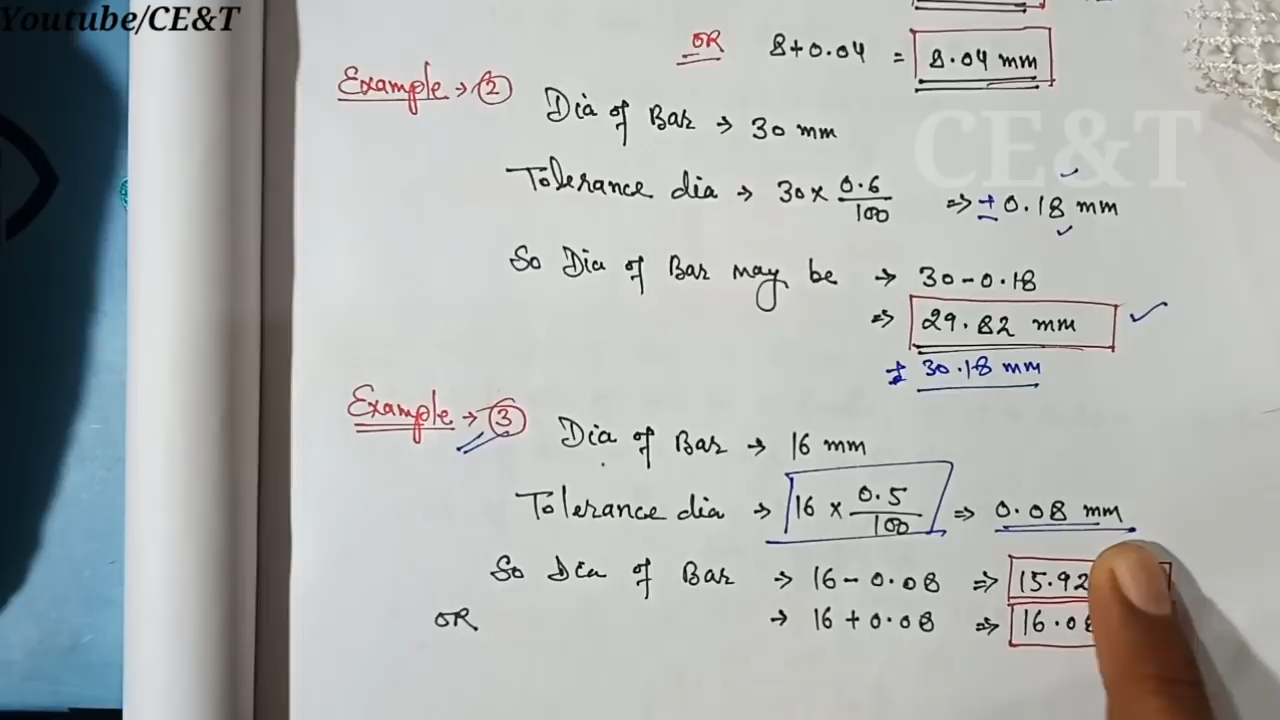 Youtube/CE&T
OR 8+0.04 = 8.04 mm
Example → 2
Dia of Bar → 30 mm
CE&T
Tolerance dia → 30 × 0.6/100 ⇒ ± 0.18 mm
So Dia of Bar may be → 30-0.18
⇒ 29.82 mm
± 30.18 mm
Example → 3
Dia of Bar → 16 mm
Tolerance dia → 16 × 0.5/100 ⇒ 0.08 mm
So Dia of Bar → 16-0.08 ⇒ 15.92
OR → 16+0.08 ⇒ 16.08